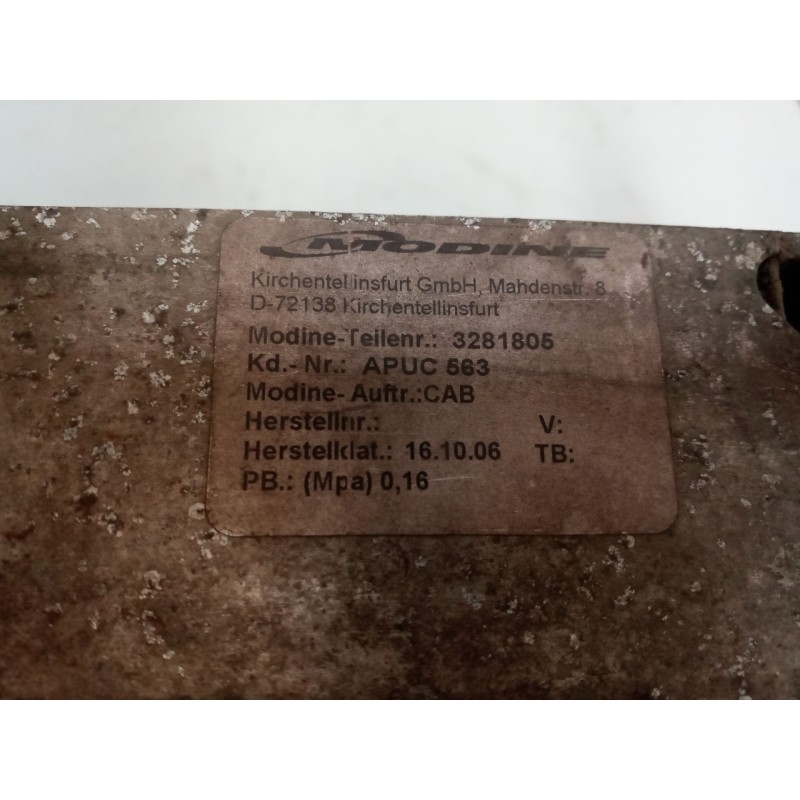 MODINE
Kirchentellinsfurt GmbH, Mahdenstr. 8
D-72138 Kirchentellinsfurt
Modine-Teilenr.: 3281805
Kd.- Nr.: APUC 563
Modine- Auftr.:CAB
Herstellnr.: V:
Herstellдat.: 16.10.06 TB:
PB.: (Mpa) 0,16